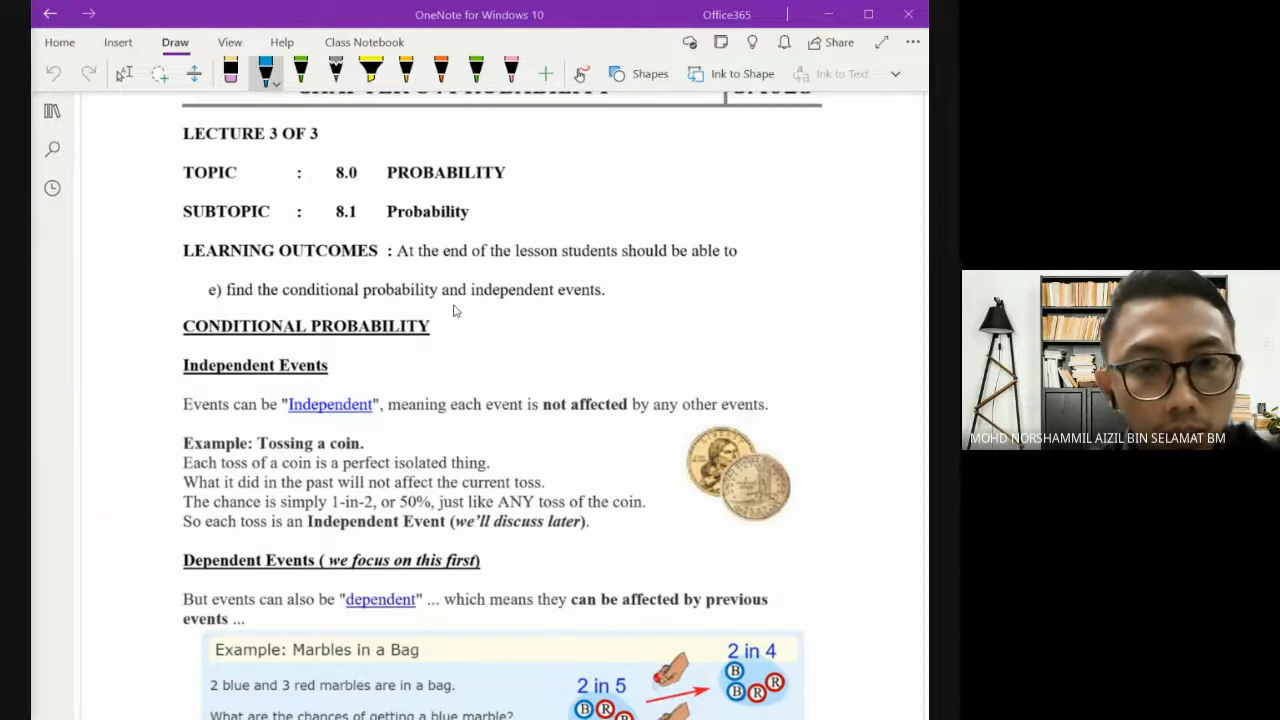 OneNote for Windows 10
Office365
Home Insert Draw View Help Class Notebook Share
Shapes Ink to Shape Ink to Text
LECTURE 3 OF 3
TOPIC : 8.0 PROBABILITY
SUBTOPIC : 8.1 Probability
LEARNING OUTCOMES : At the end of the lesson students should be able to
e) find the conditional probability and independent events.
CONDITIONAL PROBABILITY
Independent Events
Events can be "Independent", meaning each event is not affected by any other events.
Example: Tossing a coin.
Each toss of a coin is a perfect isolated thing.
What it did in the past will not affect the current toss.
The chance is simply 1-in-2, or 50%, just like ANY toss of the coin.
So each toss is an Independent Event (we’ll discuss later).
Dependent Events ( we focus on this first)
But events can also be "dependent" ... which means they can be affected by previous
events ...
Example: Marbles in a Bag
2 in 4
B
B R R
2 blue and 3 red marbles are in a bag.
2 in 5
B R
What are the chances of getting a blue marble?
MOHD NORSHAMMIL AIZIL BIN SELAMAT BM